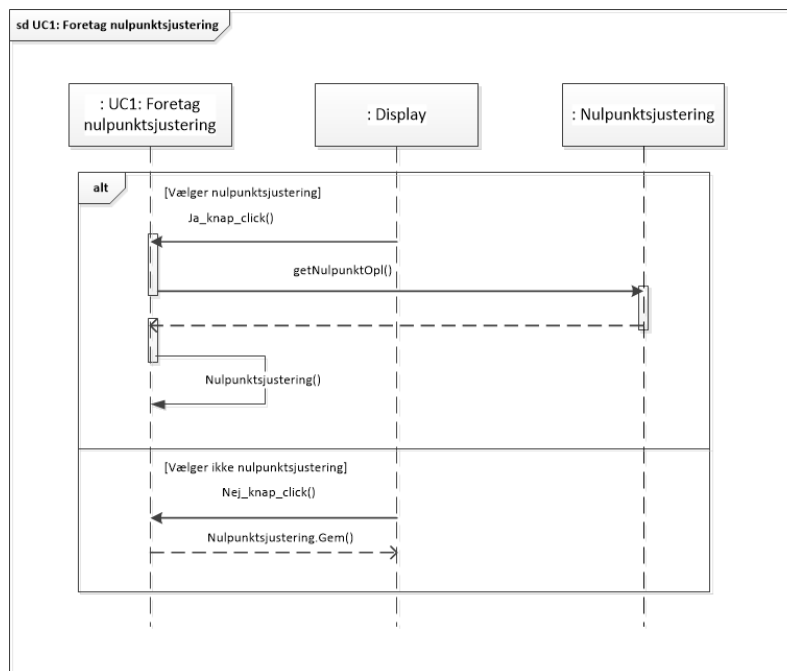 sd UC1: Foretag nulpunktsjustering
: UC1: Foretag
nulpunktsjustering
: Display
: Nulpunktsjustering
alt
[Vælger nulpunktsjustering]
Ja_knap_click()
getNulpunktOpl()
Nulpunktsjustering()
[Vælger ikke nulpunktsjustering]
Nej_knap_click()
Nulpunktsjustering.Gem()